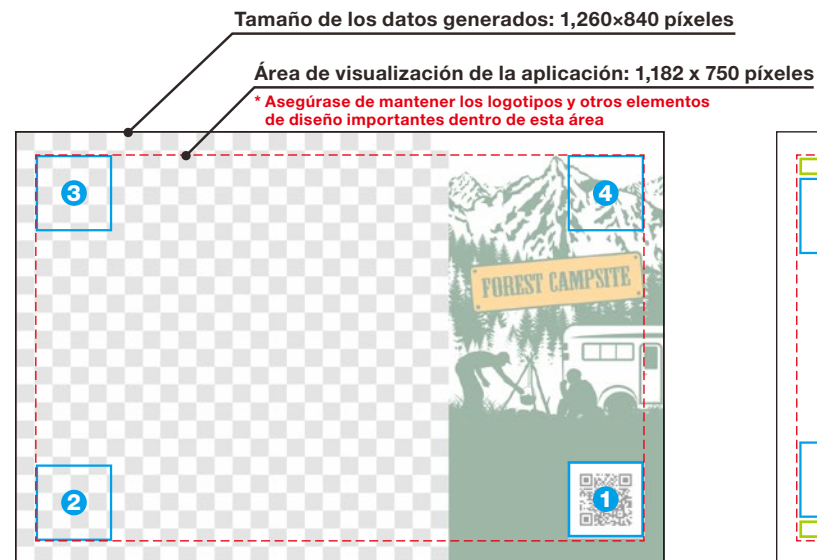 Tamaño de los datos generados: 1,260×840 píxeles
Área de visualización de la aplicación: 1,182 x 750 píxeles
* Asegúrase de mantener los logotipos y otros elementos
de diseño importantes dentro de esta área
3
4
FOREST CAMPSITE
2
1